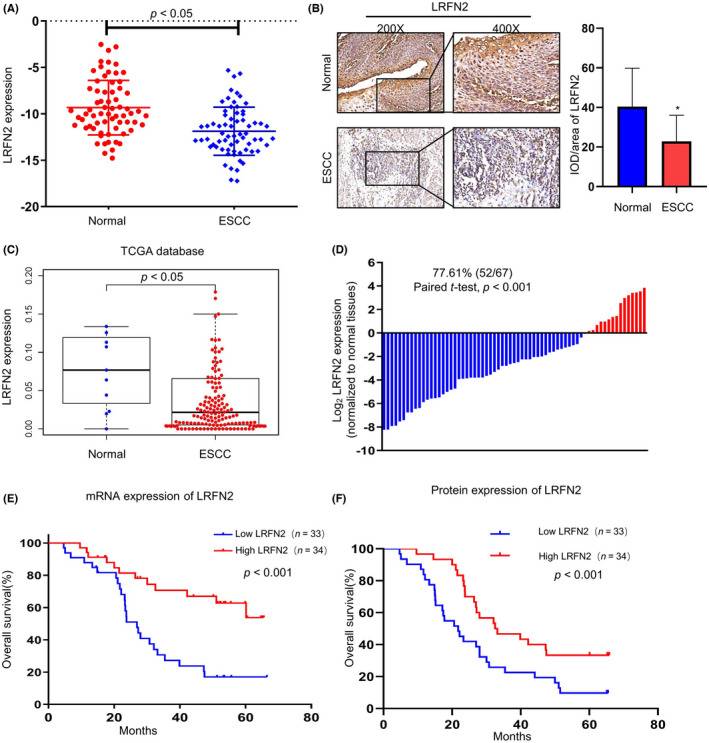 (A)
p < 0.05
LRFN2 expression
0
−5
−10
−15
−20
Normal
ESCC
(B)
LRFN2
200X
400X
Normal
ESCC
IOD/area of LRFN2
80
60
40
20
0
*
Normal
ESCC
(C)
TCGA database
p < 0.05
LRFN2 expression
0.20
0.15
0.10
0.05
0.00
Normal
ESCC
(D)
77.61% (52/67)
Paired t-test, p < 0.001
Log2 LRFN2 expression
(normalized to normal tissues)
6
4
2
0
−2
−4
−6
−8
−10
(E)
mRNA expression of LRFN2
Low LRFN2 (n = 33)
High LRFN2 (n = 34)
p < 0.001
Overall survival(%)
100
80
60
40
20
0
20
40
60
80
Months
(F)
Protein expression of LRFN2
Low LRFN2 (n = 33)
High LRFN2 (n = 34)
p < 0.001
Overall survival(%)
100
80
60
40
20
0
0
20
40
60
80
Months